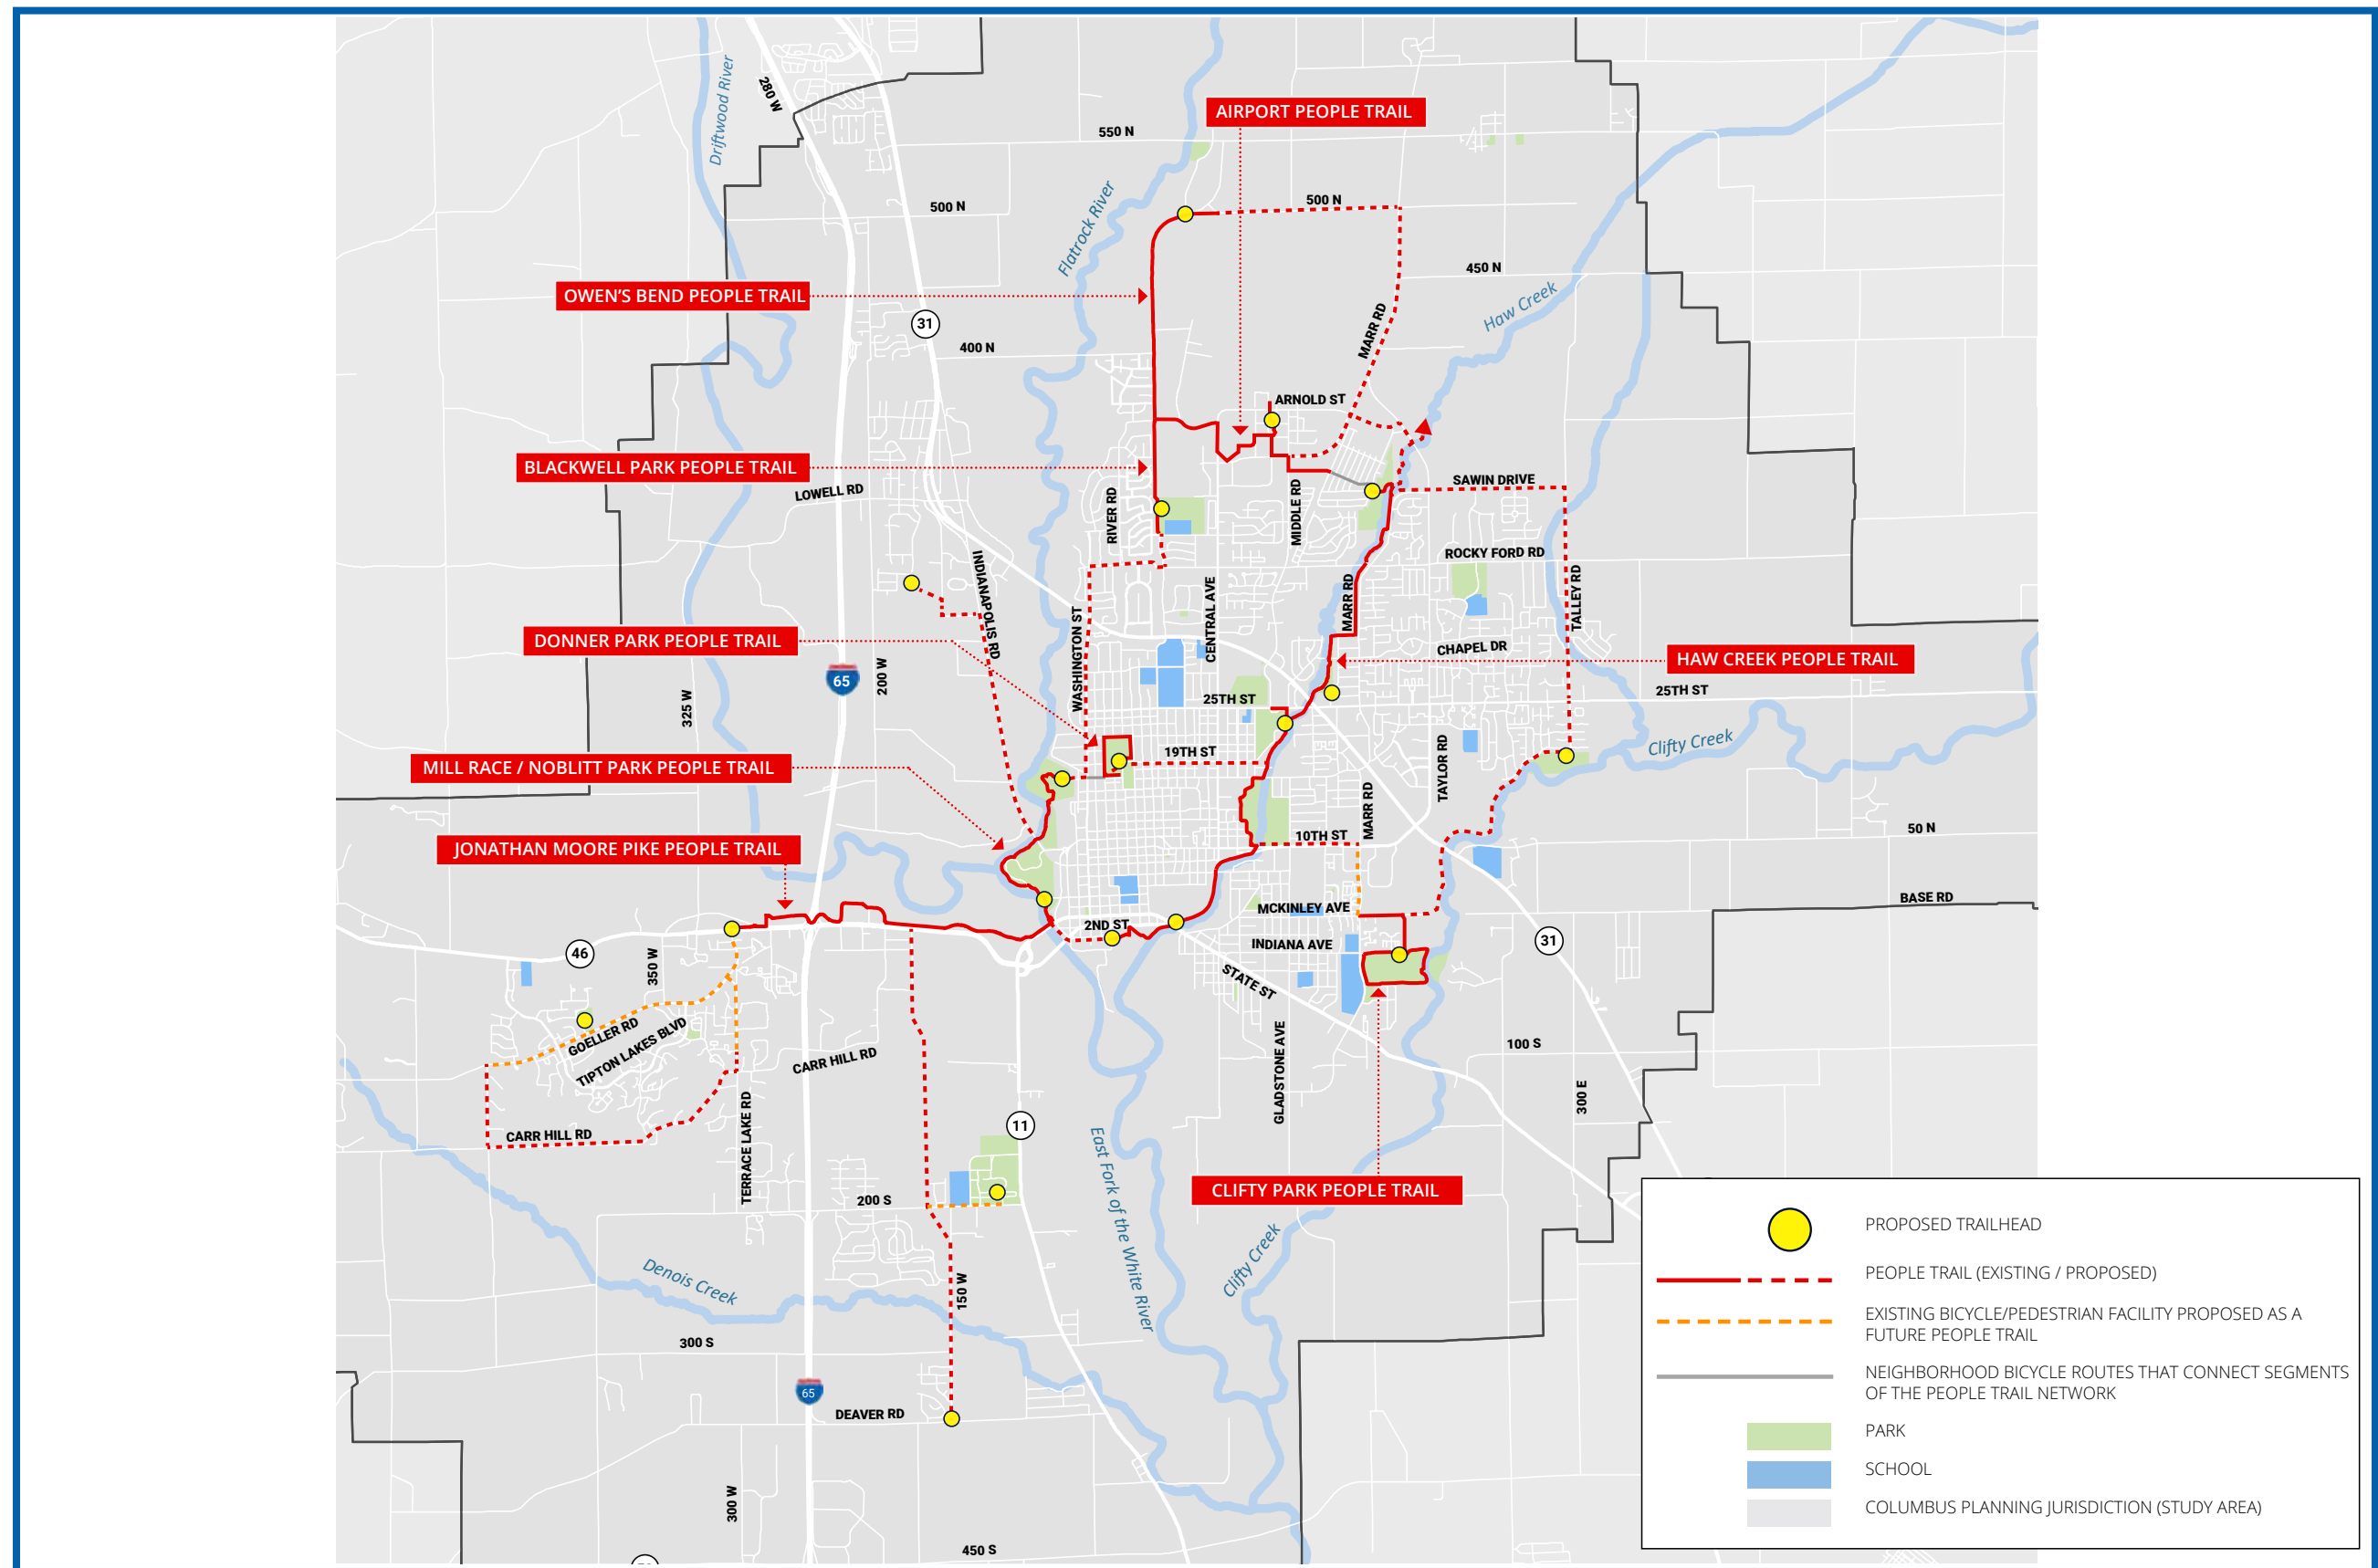 280 W
Driftwood River
AIRPORT PEOPLE TRAIL
550 N
500 N
500 N
Flatrock River
450 N
OWEN'S BEND PEOPLE TRAIL
Haw Creek
31
MARR RD
400 N
ARNOLD ST
BLACKWELL PARK PEOPLE TRAIL
LOWELL RD
SAWIN DRIVE
RIVER RD
MIDDLE RD
ROCKY FORD RD
INDIANAPOLIS RD
CENTRAL AVE
MARR RD
TALLEY RD
WASHINGTON ST
DONNER PARK PEOPLE TRAIL
CHAPEL DR
HAW CREEK PEOPLE TRAIL
65
200 W
325 W
25TH ST
25TH ST
19TH ST
Clifty Creek
MILL RACE / NOBLITT PARK PEOPLE TRAIL
TAYLOR RD
MARR RD
10TH ST
50 N
JONATHAN MOORE PIKE PEOPLE TRAIL
BASE RD
MCKINLEY AVE
2ND ST
INDIANA AVE
31
46
350 W
STATE ST
GOELLER RD
TIPTON LAKES BLVD
CARR HILL RD
100 S
GLADSTONE AVE
300 E
11
CARR HILL RD
TERRACE LAKE RD
East Fork of the White River
200 S
CLIFTY PARK PEOPLE TRAIL
Clifty Creek
Denois Creek
150 W
300 S
65
DEAVER RD
300 W
450 S
PROPOSED TRAILHEAD
PEOPLE TRAIL (EXISTING / PROPOSED)
EXISTING BICYCLE/PEDESTRIAN FACILITY PROPOSED AS A
FUTURE PEOPLE TRAIL
NEIGHBORHOOD BICYCLE ROUTES THAT CONNECT SEGMENTS
OF THE PEOPLE TRAIL NETWORK
PARK
SCHOOL
COLUMBUS PLANNING JURISDICTION (STUDY AREA)